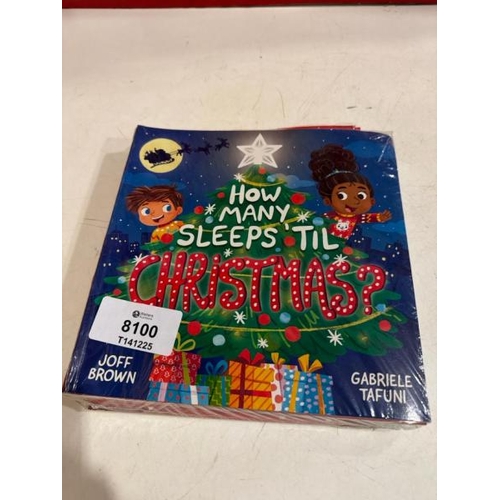 HOW
MANY
SLEEPS 'TIL
CHRISTMAS?
8100
T141225
JOFF
BROWN
GABRIELE
TAFUNI